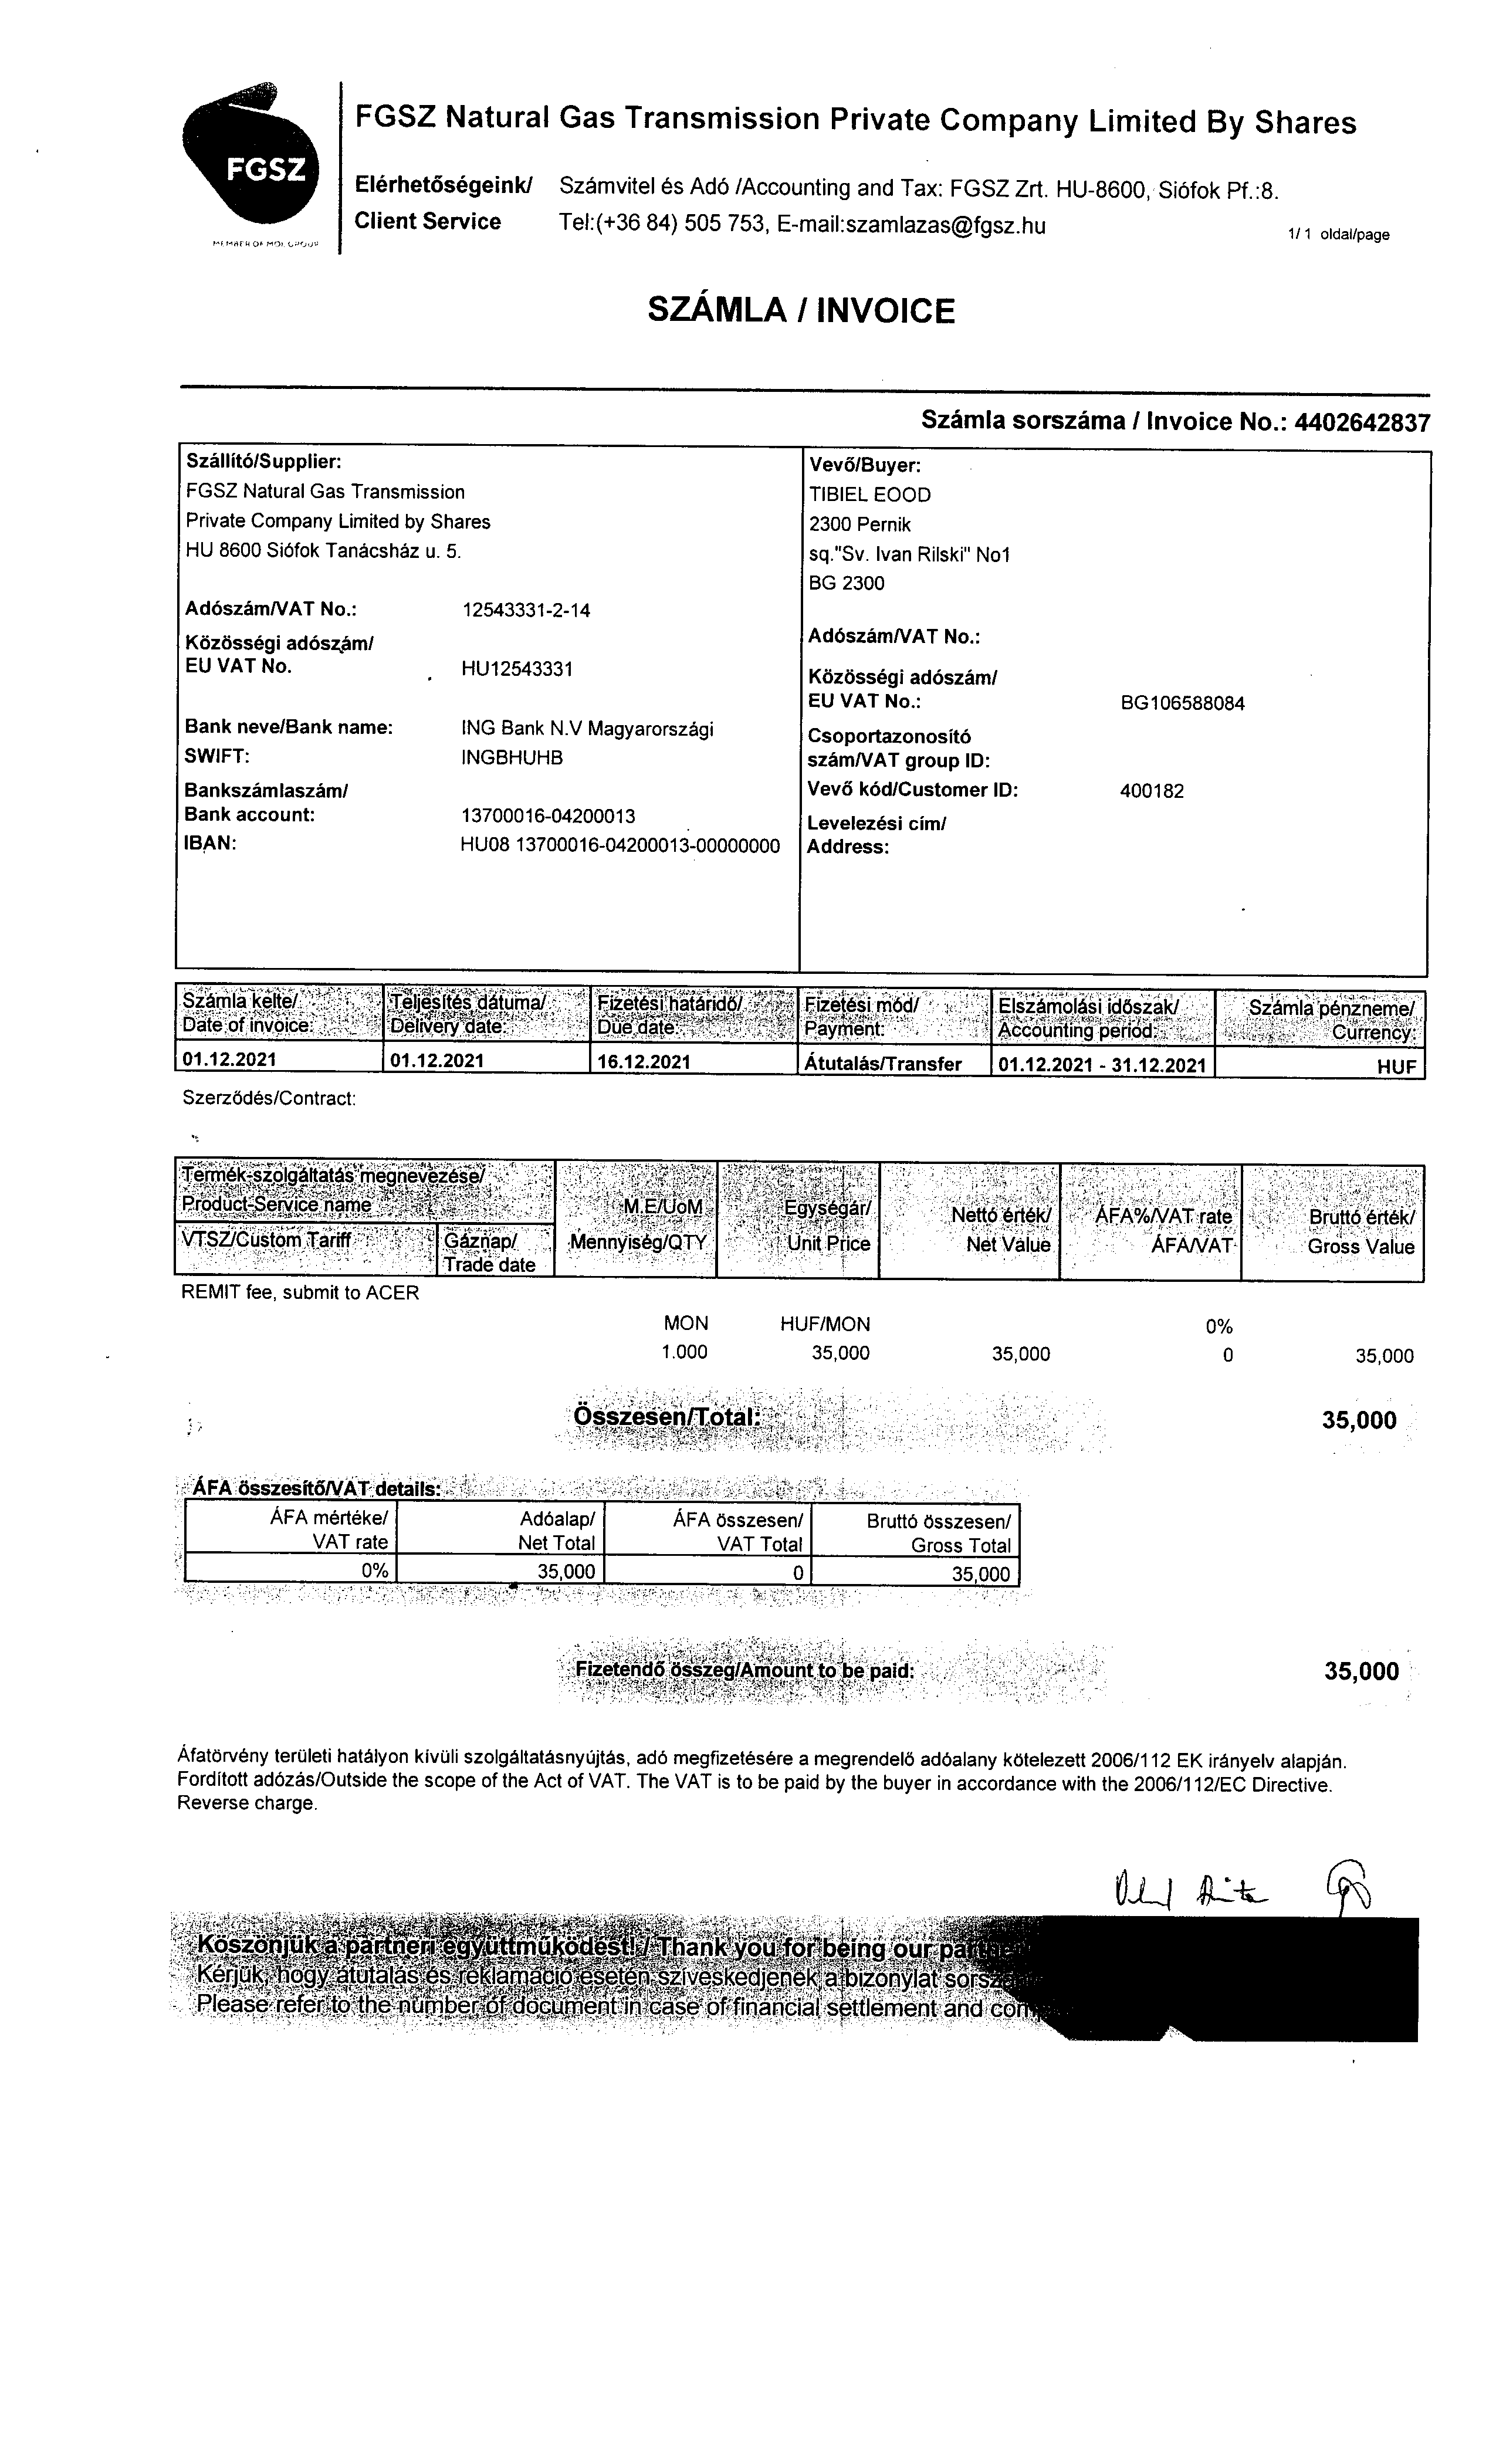 FGSZ
MEMBER OF MOL GROUP
FGSZ Natural Gas Transmission Private Company Limited By Shares
Elérhetőségeink/ Számvitel és Adó /Accounting and Tax: FGSZ Zrt. HU-8600, Siófok Pf.:8.
Client Service Tel:(+36 84) 505 753, E-mail:szamlazas@fgsz.hu
1/ 1 oldal/page
SZÁMLA / INVOICE
Számla sorszáma / Invoice No.: 4402642837
Szállító/Supplier:
FGSZ Natural Gas Transmission
Private Company Limited by Shares
HU 8600 Siófok Tanácsház u. 5.
Adószám/VAT No.: 12543331-2-14
Közösségi adószám/
EU VAT No. HU12543331
Bank neve/Bank name: ING Bank N.V Magyarországi
SWIFT: INGBHUHB
Bankszámlaszám/
Bank account: 13700016-04200013
IBAN: HU08 13700016-04200013-00000000
Vevő/Buyer:
TIBIEL EOOD
2300 Pernik
sq."Sv. Ivan Rilski" No1
BG 2300
Adószám/VAT No.:
Közösségi adószám/
EU VAT No.: BG106588084
Csoportazonosító
szám/VAT group ID:
Vevő kód/Customer ID: 400182
Levelezési cím/
Address:
Számla kelte/ Teljesítés dátuma/ Fizetési határidő/ Fizetési mód/ Elszámolási időszak/ Számla pénzneme/
Date of invoice: Delivery date: Due date: Payment: Accounting period: Currency:
01.12.2021 01.12.2021 16.12.2021 Átutalás/Transfer 01.12.2021 - 31.12.2021 HUF
Szerződés/Contract:
Termék-szolgáltatás megnevezése/
Product-Service name M.E/UoM Egységár/ Nettó érték/ ÁFA%/VAT rate Bruttó érték/
VTSZ/Custom Tariff Gáznap/ Mennyiség/QTY Unit Price Net Value ÁFA/VAT Gross Value
Trade date
REMIT fee, submit to ACER
MON HUF/MON 0%
1.000 35,000 35,000 0 35,000
Összesen/Total: 35,000
ÁFA összesítő/VAT details:
ÁFA mértéke/ Adóalap/ ÁFA összesen/ Bruttó összesen/
VAT rate Net Total VAT Total Gross Total
0% 35,000 0 35,000
Fizetendő összeg/Amount to be paid: 35,000
Áfatörvény területi hatályon kívüli szolgáltatásnyújtás, adó megfizetésére a megrendelő adóalany kötelezett 2006/112 EK irányelv alapján.
Fordított adózás/Outside the scope of the Act of VAT. The VAT is to be paid by the buyer in accordance with the 2006/112/EC Directive.
Reverse charge.
Köszönjük a partneri együttműködést! / Thank you for being our
Kérjük, hogy átutalás és reklamáció esetén szíveskedjenek a bizonylat
Please refer to the number of document in case of financial settlement and